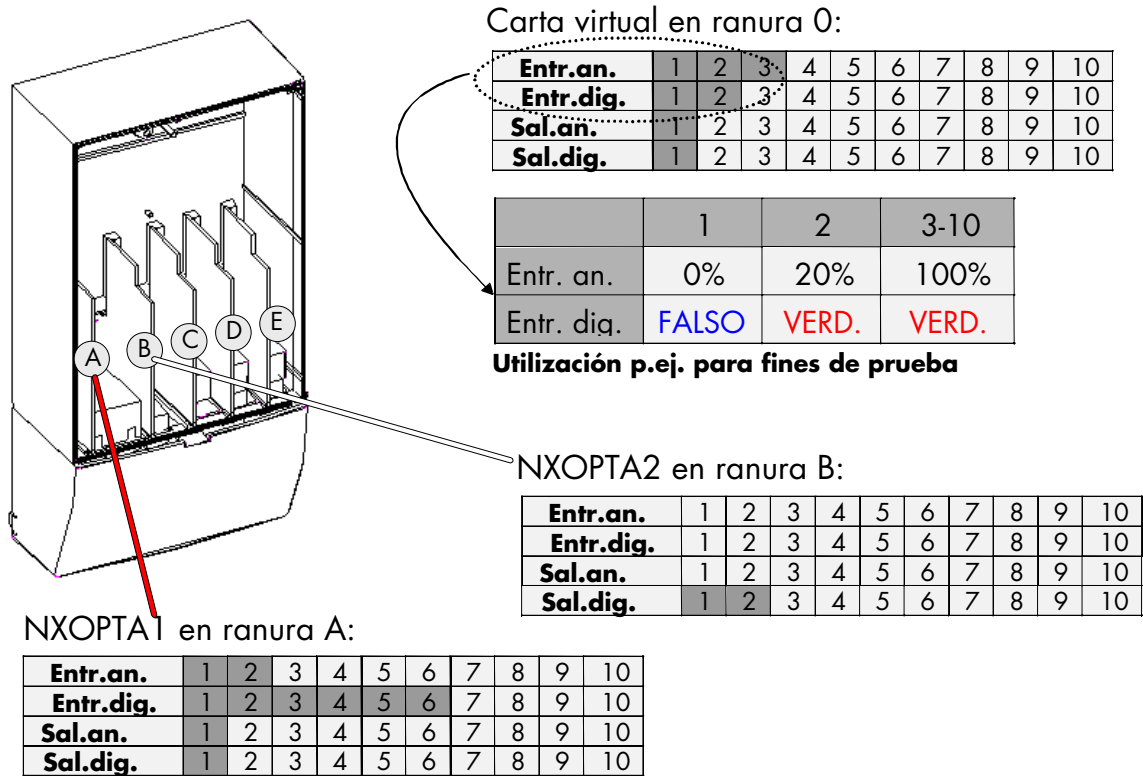 Carta virtual en ranura 0:
Entr.an. 1 2 3 4 5 6 7 8 9 10
Entr.dig. 1 2 3 4 5 6 7 8 9 10
Sal.an. 1 2 3 4 5 6 7 8 9 10
Sal.dig. 1 2 3 4 5 6 7 8 9 10
1 2 3-10
Entr. an. 0% 20% 100%
Entr. dig. FALSO VERD. VERD.
Utilización p.ej. para fines de prueba
A B C D E
NXOPTA2 en ranura B:
Entr.an. 1 2 3 4 5 6 7 8 9 10
Entr.dig. 1 2 3 4 5 6 7 8 9 10
Sal.an. 1 2 3 4 5 6 7 8 9 10
Sal.dig. 1 2 3 4 5 6 7 8 9 10
NXOPTA1 en ranura A:
Entr.an. 1 2 3 4 5 6 7 8 9 10
Entr.dig. 1 2 3 4 5 6 7 8 9 10
Sal.an. 1 2 3 4 5 6 7 8 9 10
Sal.dig. 1 2 3 4 5 6 7 8 9 10